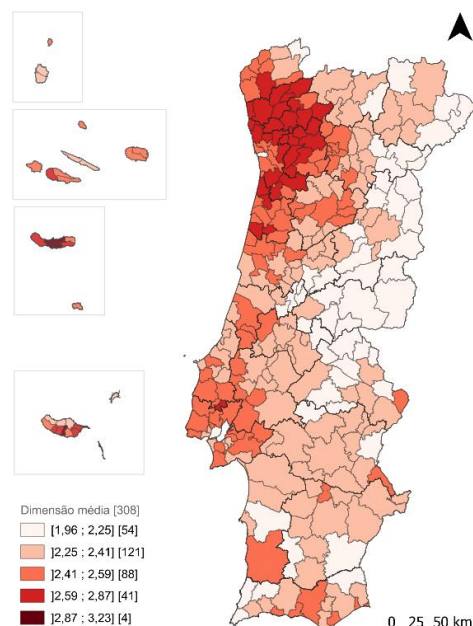 Dimensão média [308]
[1,96 ; 2,25] [54]
]2,25 ; 2,41] [121]
]2,41 ; 2,59] [88]
]2,59 ; 2,87] [41]
]2,87 ; 3,23] [4]
0 25 50 km